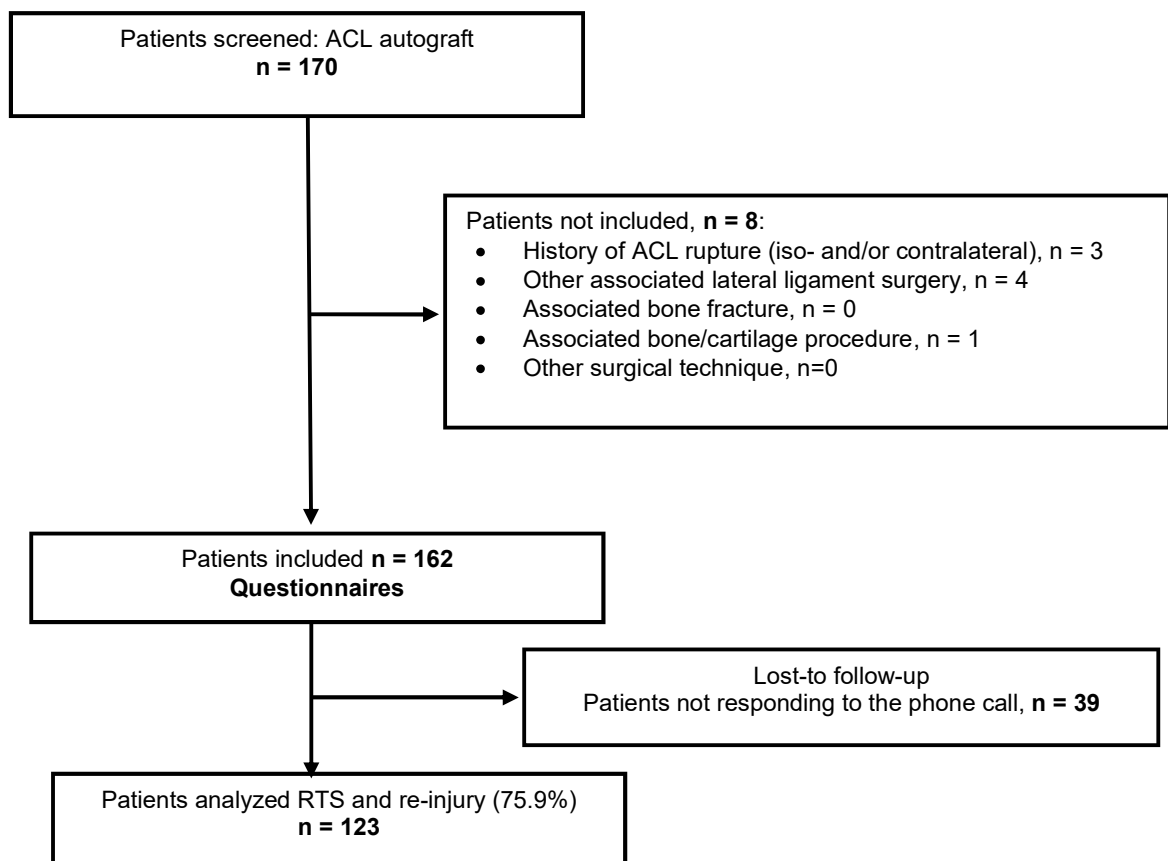 Patients screened: ACL autograft
n = 170
Patients not included, n = 8:
• History of ACL rupture (iso- and/or contralateral), n = 3
• Other associated lateral ligament surgery, n = 4
• Associated bone fracture, n = 0
• Associated bone/cartilage procedure, n = 1
• Other surgical technique, n=0
Patients included n = 162
Questionnaires
Lost-to follow-up
Patients not responding to the phone call, n = 39
Patients analyzed RTS and re-injury (75.9%)
n = 123